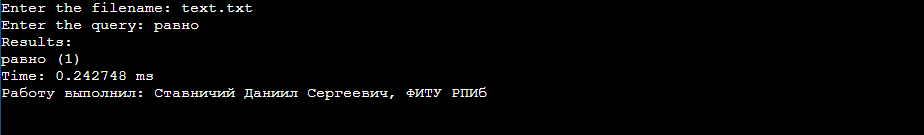 Enter the filename: text.txt
Enter the query: равно
Results:
равно (1)
Time: 0.242748 ms
Работу выполнил: Ставничий Даниил Сергеевич, ФИТУ РПИб